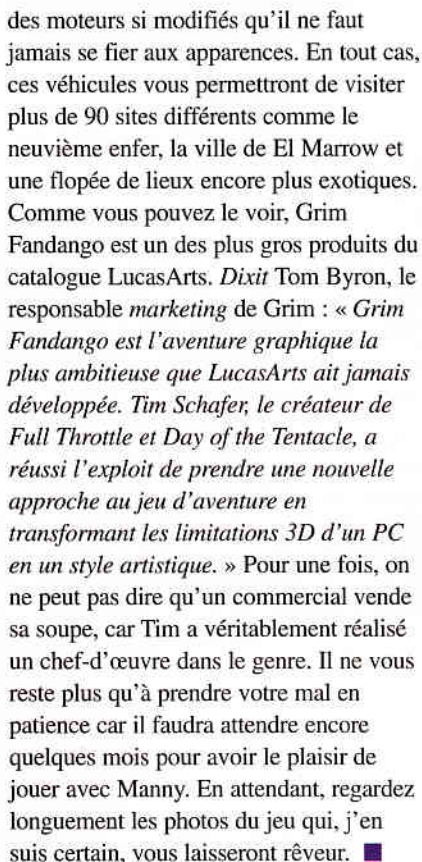 des moteurs si modifiés qu'il ne faut
jamais se fier aux apparences. En tout cas,
ces véhicules vous permettront de visiter
plus de 90 sites différents comme le
neuvième enfer, la ville de El Marrow et
une flopée de lieux encore plus exotiques.
Comme vous pouvez le voir, Grim
Fandango est un des plus gros produits du
catalogue LucasArts. Dixit Tom Byron, le
responsable marketing de Grim : « Grim
Fandango est l'aventure graphique la
plus ambitieuse que LucasArts ait jamais
développée. Tim Schafer, le créateur de
Full Throttle et Day of the Tentacle, a
réussi l'exploit de prendre une nouvelle
approche au jeu d'aventure en
transformant les limitations 3D d'un PC
en un style artistique. » Pour une fois, on
ne peut pas dire qu'un commercial vende
sa soupe, car Tim a véritablement réalisé
un chef-d'œuvre dans le genre. Il ne vous
reste plus qu'à prendre votre mal en
patience car il faudra attendre encore
quelques mois pour avoir le plaisir de
jouer avec Manny. En attendant, regardez
longuement les photos du jeu qui, j'en
suis certain, vous laisseront rêveur.